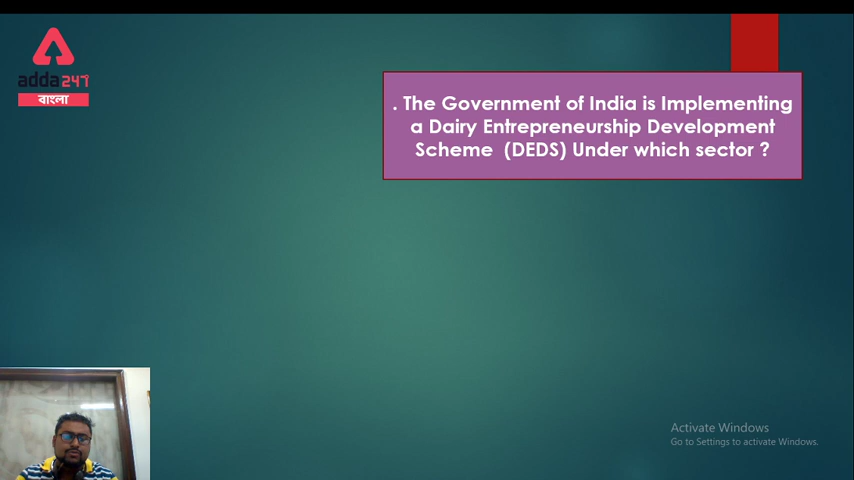 adda247
বাংলা
. The Government of India is Implementing
a Dairy Entrepreneurship Development
Scheme (DEDS) Under which sector ?
Activate Windows
Go to Settings to activate Windows.